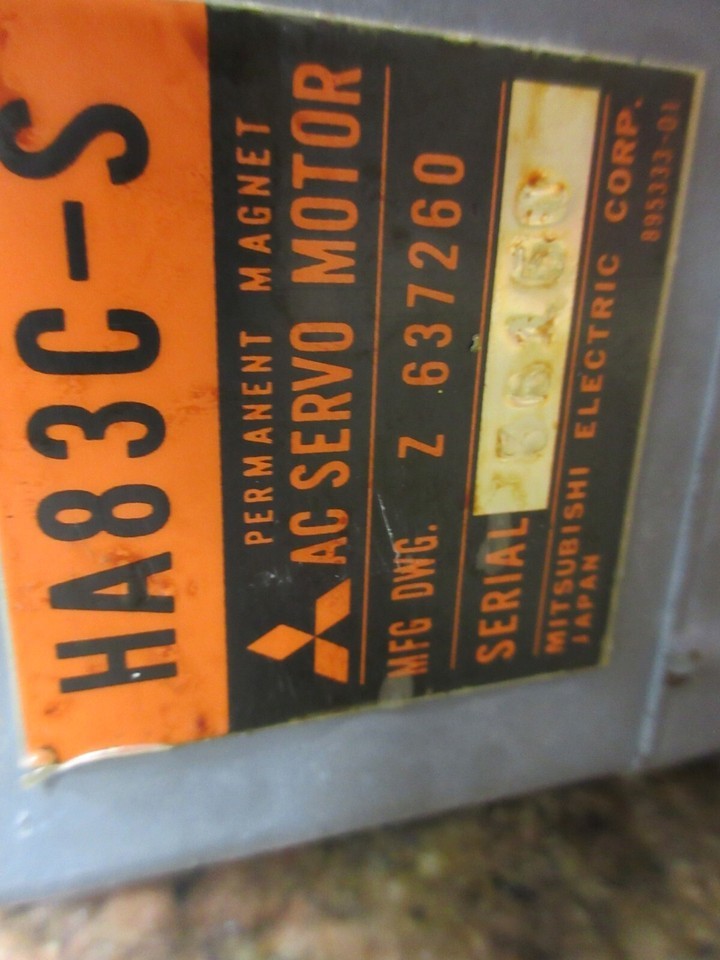 HA83C-S
PERMANENT MAGNET
AC SERVO MOTOR
MFG DWG. Z 637260
SERIAL
MITSUBISHI ELECTRIC CORP.
JAPAN 895333-01